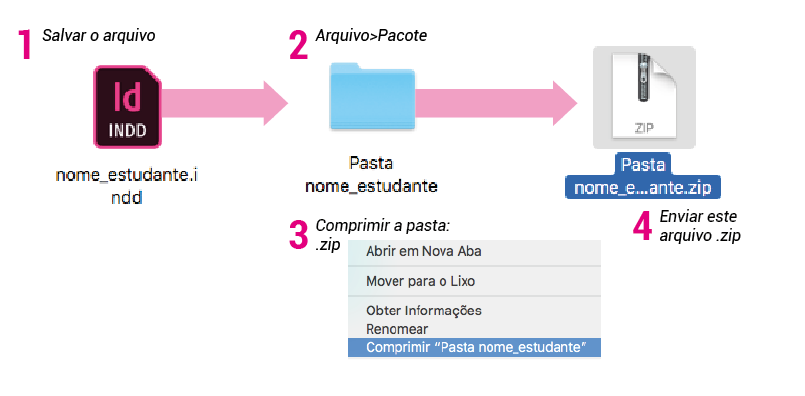 1 Salvar o arquivo
Id
INDD
nome_estudante.i
ndd
2 Arquivo>Pacote
Pasta
nome_estudante
ZIP
Pasta
nome_e...ante.zip
3 Comprimir a pasta:
.zip
Abrir em Nova Aba
Mover para o Lixo
Obter Informações
Renomear
Comprimir “Pasta nome_estudante”
4 Enviar este
arquivo .zip